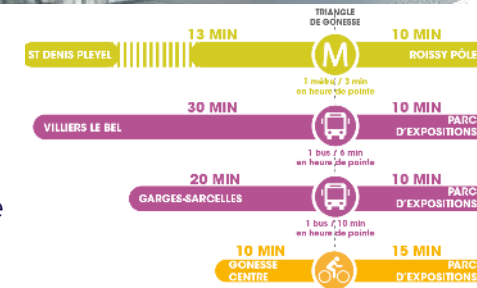 TRIANGLE
DE GONESSE
13 MIN
10 MIN
ST DENIS PLEYEL
M
ROISSY PÔLE
1 métro / 3 min
en heure de pointe
30 MIN
10 MIN
VILLIERS LE BEL
PARC
D'EXPOSITIONS
1 bus / 6 min
en heure de pointe
20 MIN
10 MIN
GARGES-SARCELLES
PARC
D'EXPOSITIONS
e
1 bus / 10 min
en heure de pointe
10 MIN
15 MIN
GONESSE
CENTRE
PARC
D'EXPOSITIONS